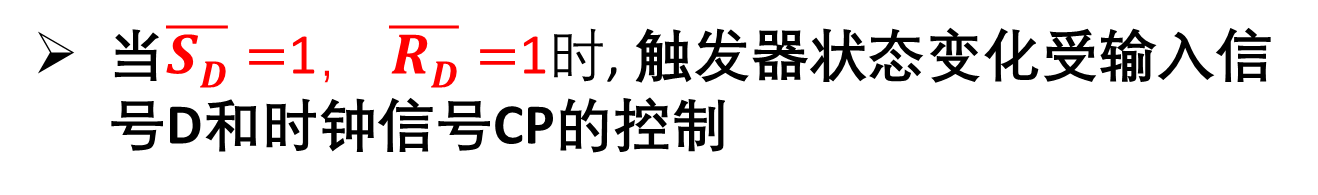 ➢ 当$\overline{S_D}$ =1, $\overline{R_D}$ =1时, 触发器状态变化受输入信
号D和时钟信号CP的控制